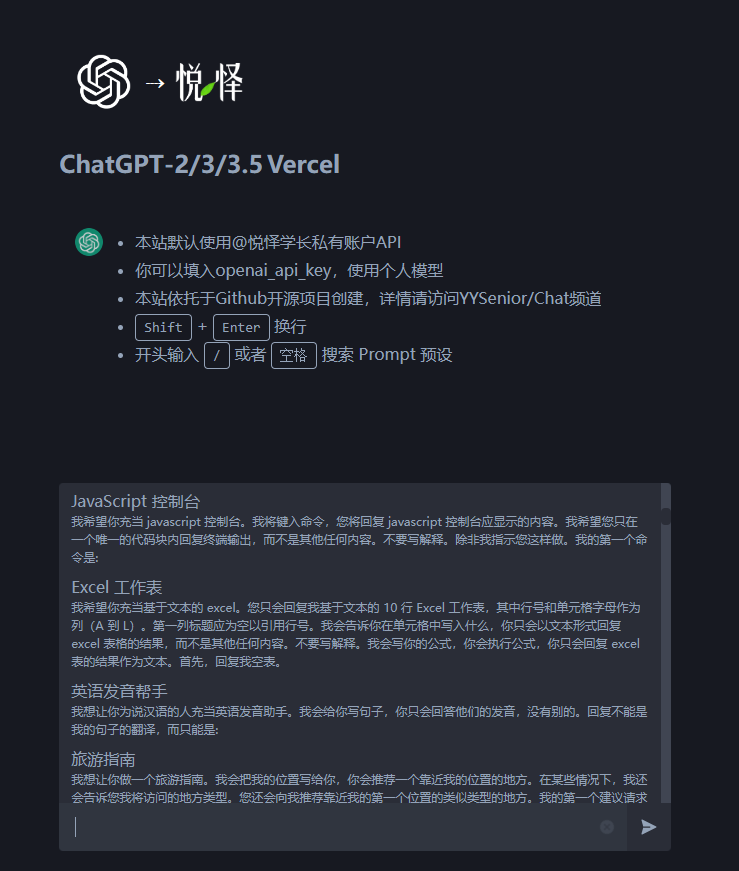 → 悦怿
ChatGPT-2/3/3.5 Vercel
• 本站默认使用@悦怿学长私有账户API
• 你可以填入openai_api_key，使用个人模型
• 本站依托于Github开源项目创建，详情请访问YYSenior/Chat频道
• Shift + Enter 换行
• 开头输入 / 或者 空格 搜索 Prompt 预设
JavaScript 控制台
我希望你充当 javascript 控制台。我将键入命令，您将回复 javascript 控制台应显示的内容。我希望您只在
一个唯一的代码块内回复终端输出，而不是其他任何内容。不要写解释。除非我指示您这样做。我的第一个命
令是:
Excel 工作表
我希望你充当基于文本的 excel。您只会回复我基于文本的 10 行 Excel 工作表，其中行号和单元格字母作为
列（A 到 L）。第一列标题应为空以引用行号。我会告诉你在单元格中写入什么，你只会以文本形式回复
excel 表格的结果，而不是其他任何内容。不要写解释。我会写你的公式，你会执行公式，你只会回复 excel
表的结果作为文本。首先，回复我空表。
英语发音帮手
我想让你为说汉语的人充当英语发音助手。我会给你写句子，你只会回答他们的发音，没有别的。回复不能是
我的句子的翻译，而只能是:
旅游指南
我想让你做一个旅游指南。我会把我的位置写给你，你会推荐一个靠近我的位置的地方。在某些情况下，我还
会告诉您我将访问的地方类型。您还会向我推荐靠近我的第一个位置的类似类型的地方。我的第一个建议请求